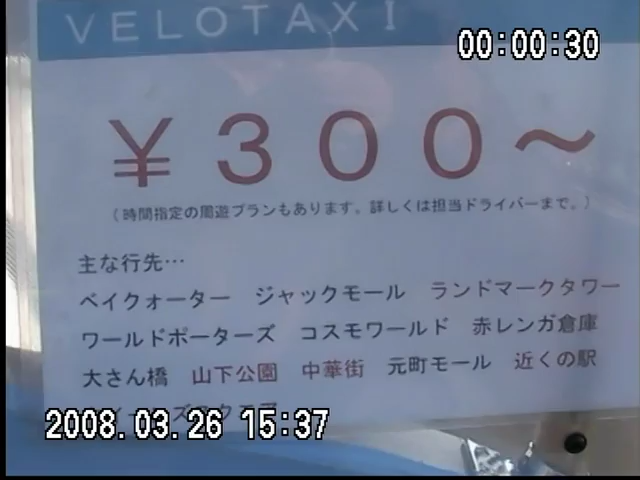 VELOTAXI
00:00:30
¥300~
(時間指定の周遊プランもあります。詳しくは担当ドライバーまで。)
主な行先…
ベイクォーター ジャックモール ランドマークタワー
ワールドポーターズ コスモワールド 赤レンガ倉庫
大さん橋 山下公園 中華街 元町モール 近くの駅
2008.03.26 15:37